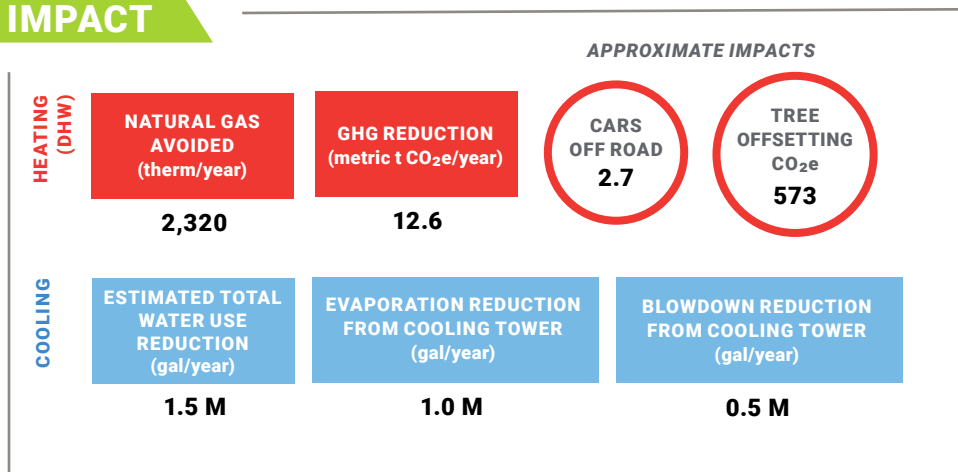 IMPACT
APPROXIMATE IMPACTS
HEATING
(DHW)
NATURAL GAS
AVOIDED
(therm/year)
2,320
GHG REDUCTION
(metric t CO₂e/year)
12.6
CARS
OFF ROAD
2.7
TREE
OFFSETTING
CO₂e
573
COOLING
ESTIMATED TOTAL
WATER USE
REDUCTION
(gal/year)
1.5 M
EVAPORATION REDUCTION
FROM COOLING TOWER
(gal/year)
1.0 M
BLOWDOWN REDUCTION
FROM COOLING TOWER
(gal/year)
0.5 M